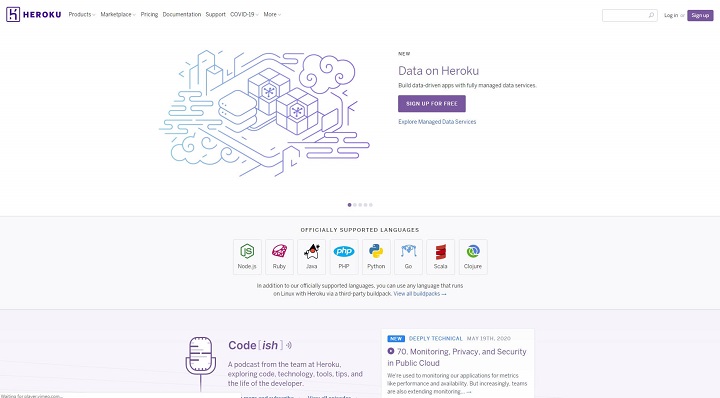 HEROKU Products Marketplace Pricing Documentation Support COVID-19 More Log in or Sign up
NEW
Data on Heroku
Build data-driven apps with fully managed data services.
SIGN UP FOR FREE
Explore Managed Data Services
OFFICIALLY SUPPORTED LANGUAGES
JS php
Node.js Ruby Java PHP Python Go Scala Clojure
In addition to our officially supported languages, you can use any language that runs
on Linux with Heroku via a third-party buildpack. View all buildpacks →
Code[ish]
A podcast from the team at Heroku,
exploring code, technology, tools, tips, and
the life of the developer.
NEW DEEPLY TECHNICAL MAY 19TH, 2020
70. Monitoring, Privacy, and Security
in Public Cloud
We're used to monitoring our applications for metrics
like performance and availability. But increasingly, teams
are also extending monitoring... →
Waiting for player.vimeo.com...